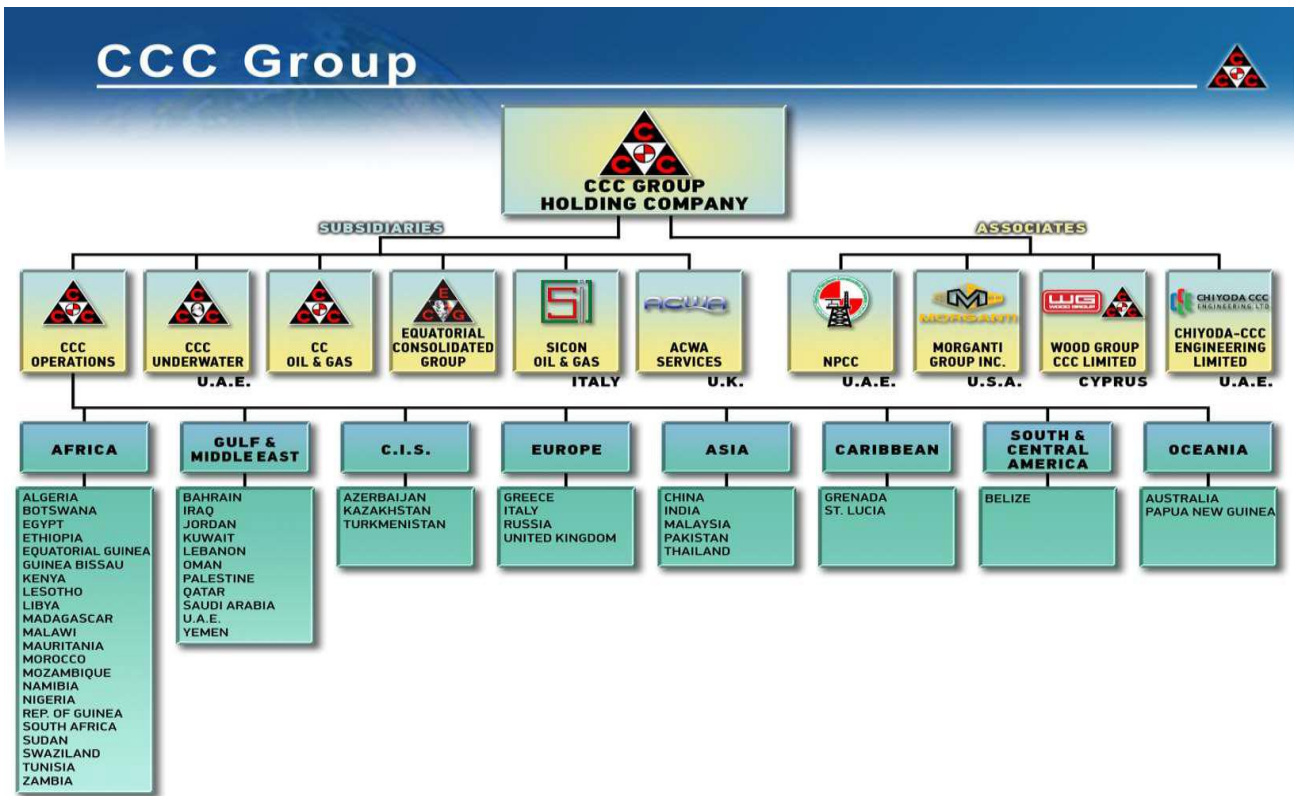 CCC Group
C
C C
C
C C
CCC GROUP
HOLDING COMPANY
SUBSIDIARIES
ASSOCIATES
C
C C
CCC
OPERATIONS
C
C C
CCC
UNDERWATER
U.A.E.
C
C C
CC
OIL & GAS
E
C G
EQUATORIAL
CONSOLIDATED
GROUP
SICON
OIL & GAS
ITALY
ACWA
ACWA
SERVICES
U.K.
NPCC
U.A.E.
M
MORGANTI
MORGANTI
GROUP INC.
U.S.A.
WG
WOOD GROUP
C
C C
WOOD GROUP
CCC LIMITED
CYPRUS
CHIYODA CCC
ENGINEERING LTD
CHIYODA-CCC
ENGINEERING
LIMITED
U.A.E.
AFRICA
ALGERIA
BOTSWANA
EGYPT
ETHIOPIA
EQUATORIAL GUINEA
GUINEA BISSAU
KENYA
LESOTHO
LIBYA
MADAGASCAR
MALAWI
MAURITANIA
MOROCCO
MOZAMBIQUE
NAMIBIA
NIGERIA
REP. OF GUINEA
SOUTH AFRICA
SUDAN
SWAZILAND
TUNISIA
ZAMBIA
GULF &
MIDDLE EAST
BAHRAIN
IRAQ
JORDAN
KUWAIT
LEBANON
OMAN
PALESTINE
QATAR
SAUDI ARABIA
U.A.E.
YEMEN
C.I.S.
AZERBAIJAN
KAZAKHSTAN
TURKMENISTAN
EUROPE
GREECE
ITALY
RUSSIA
UNITED KINGDOM
ASIA
CHINA
INDIA
MALAYSIA
PAKISTAN
THAILAND
CARIBBEAN
GRENADA
ST. LUCIA
SOUTH &
CENTRAL
AMERICA
BELIZE
OCEANIA
AUSTRALIA
PAPUA NEW GUINEA